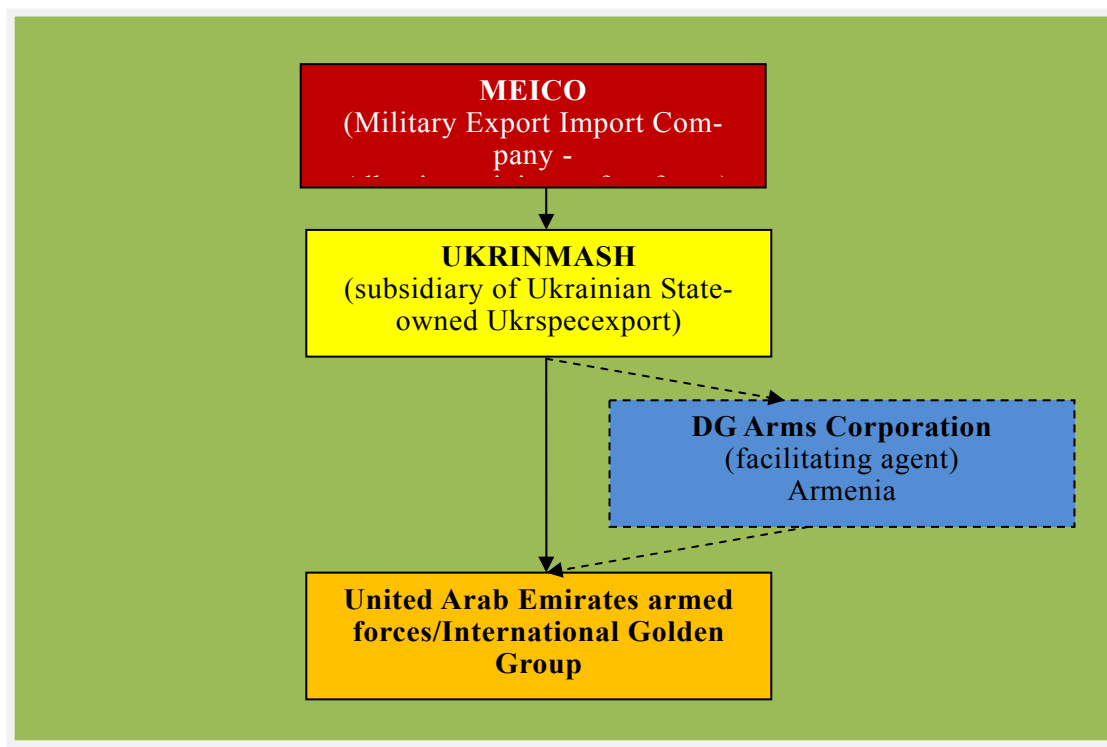 MEICO
(Military Export Import Com-
pany -
UKRINMASH
(subsidiary of Ukrainian State-
owned Ukrspecexport)
DG Arms Corporation
(facilitating agent)
Armenia
United Arab Emirates armed
forces/International Golden
Group